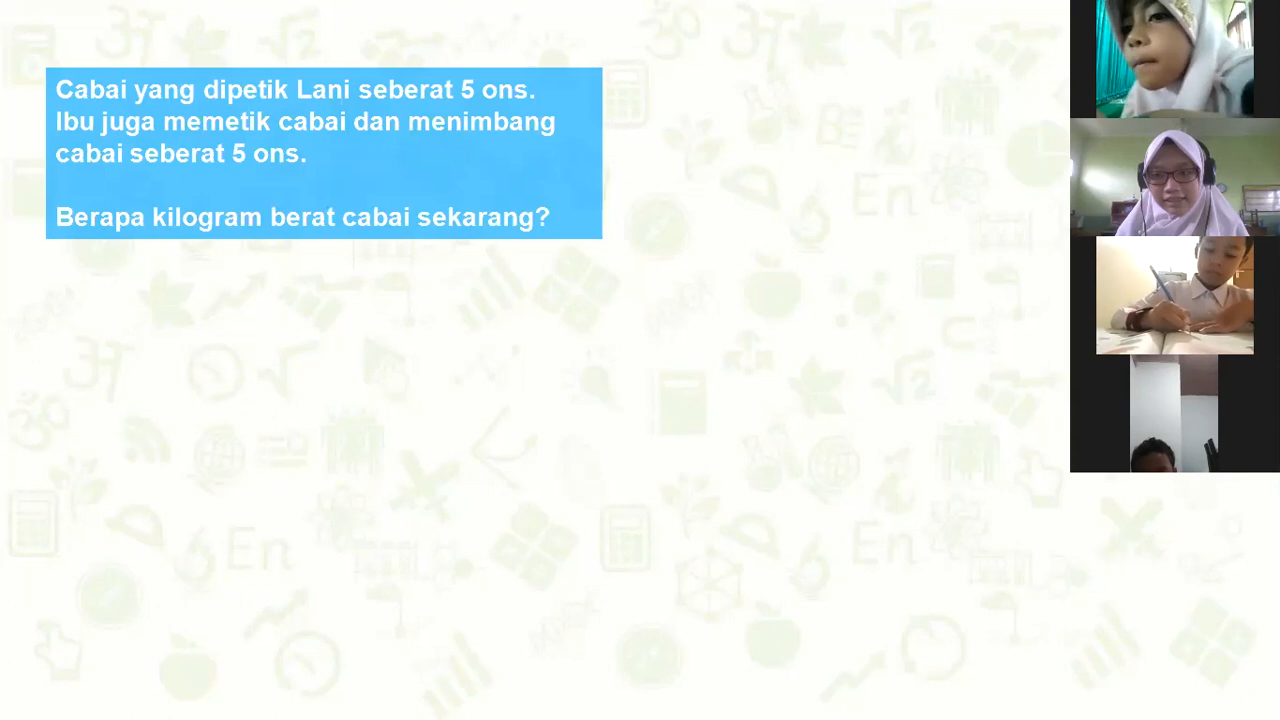 Cabai yang dipetik Lani seberat 5 ons.
Ibu juga memetik cabai dan menimbang
cabai seberat 5 ons.
Berapa kilogram berat cabai sekarang?